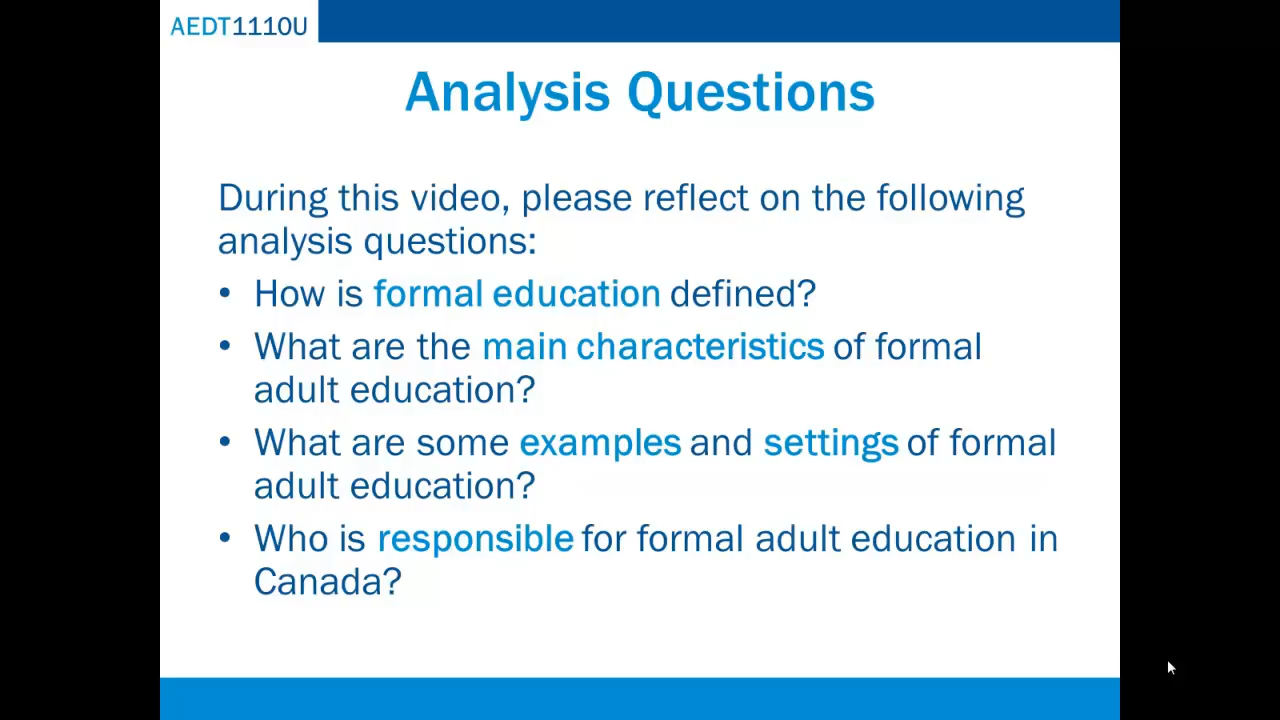 AEDT1110U
Analysis Questions
During this video, please reflect on the following
analysis questions:
• How is formal education defined?
• What are the main characteristics of formal
adult education?
• What are some examples and settings of formal
adult education?
• Who is responsible for formal adult education in
Canada?